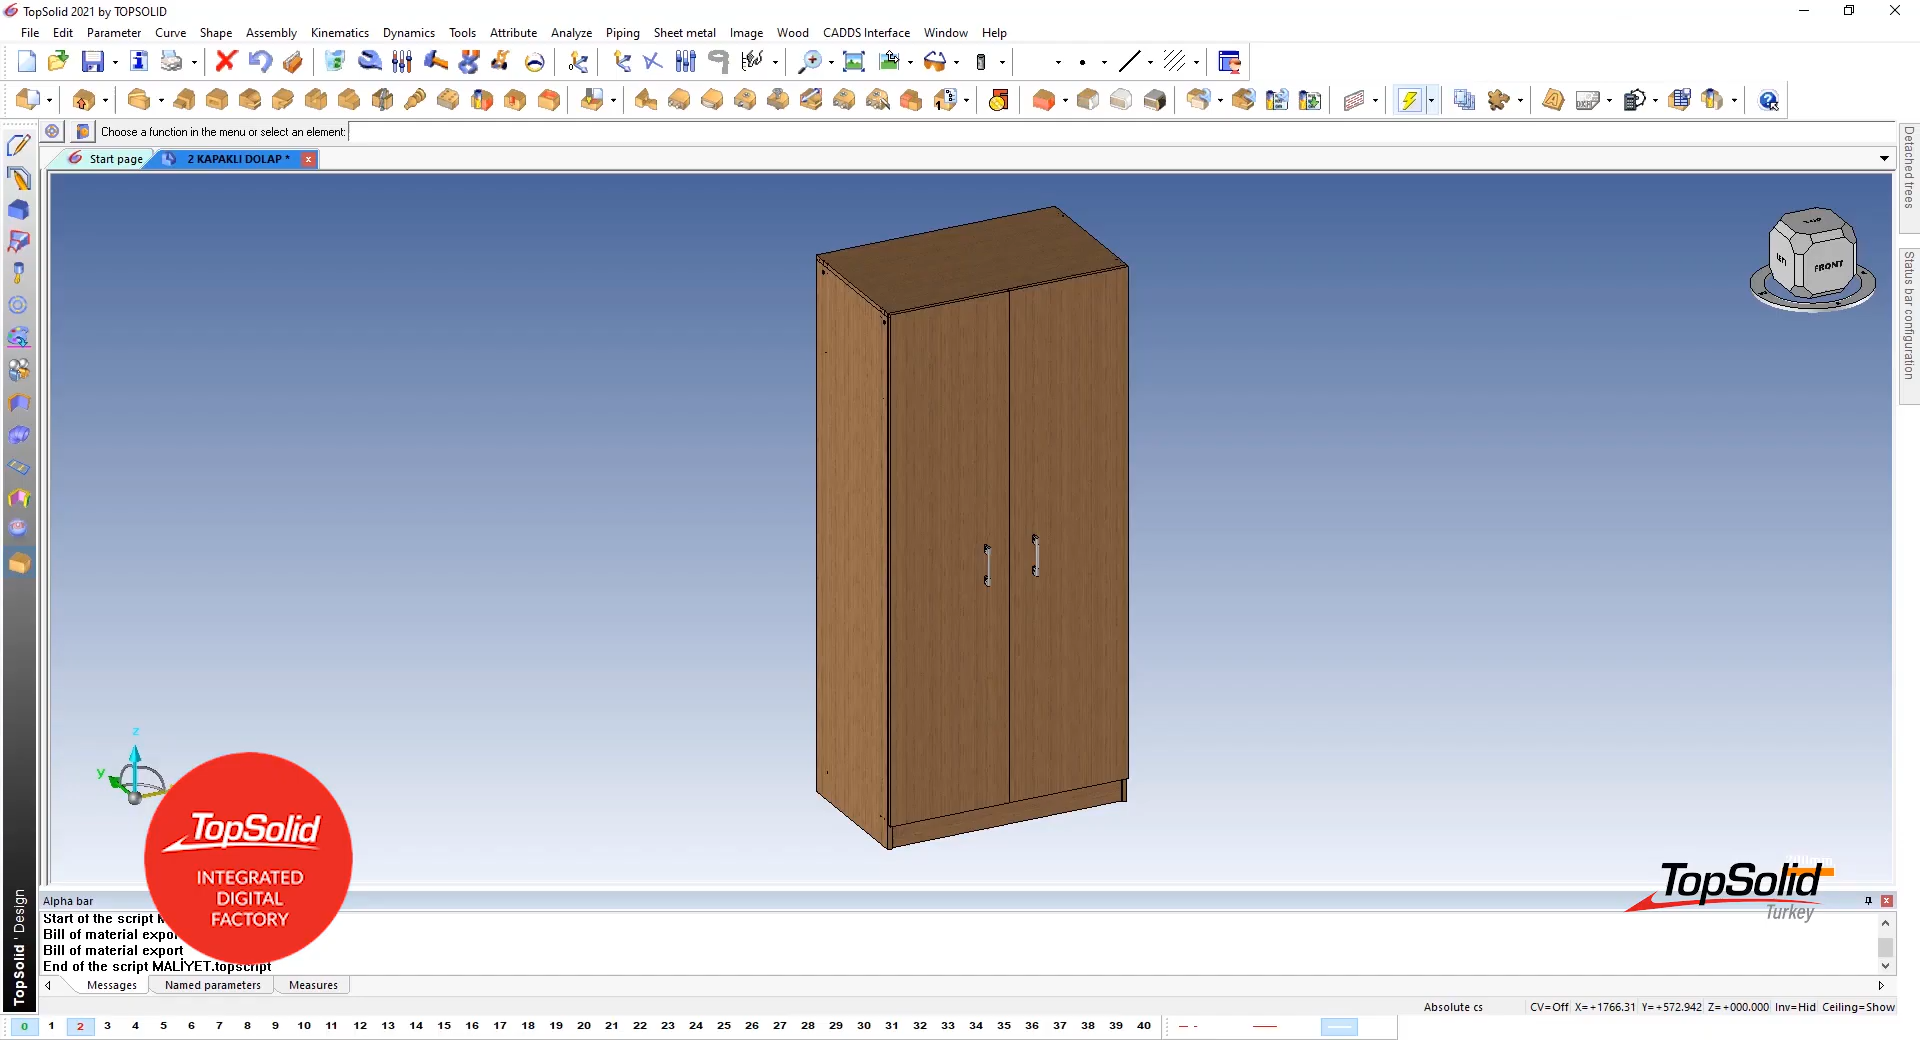 TopSolid 2021 by TOPSOLID
File Edit Parameter Curve Shape Assembly Kinematics Dynamics Tools Attribute Analyze Piping Sheet metal Image Wood CADDS Interface Window Help
Choose a function in the menu or select an element:
Start page
2 KAPAKLI DOLAP *
Detached trees
Status bar configuration
FRONT
z
y
TopSolid
INTEGRATED
DIGITAL
FACTORY
TopSolid
Turkey
TopSolid ' Design
Alpha bar
Start of the script
Bill of material
Bill of material export
End of the script MALİYET.topscript
Messages Named parameters Measures
Absolute cs CV=Off X=+1766.31 Y=+572.942 Z=+000.000 Inv=Hid Ceiling=Show
0 1 2 3 4 5 6 7 8 9 10 11 12 13 14 15 16 17 18 19 20 21 22 23 24 25 26 27 28 29 30 31 32 33 34 35 36 37 38 39 40